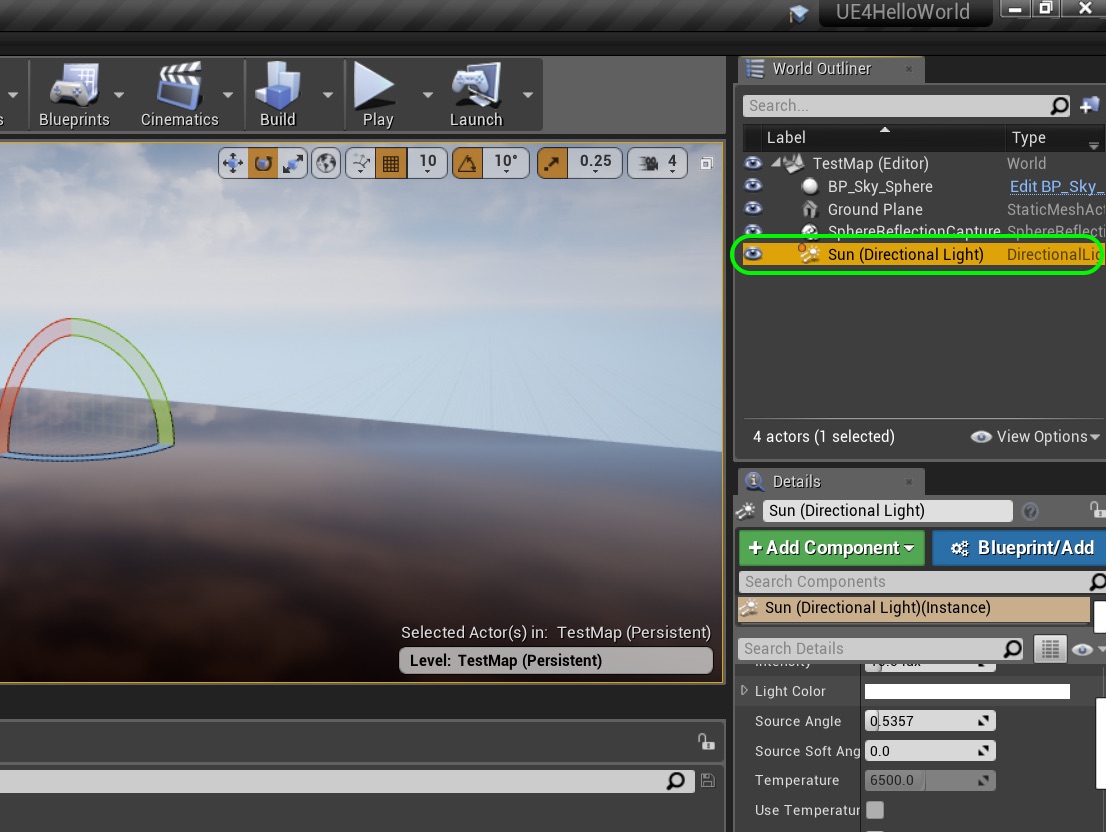 UE4HelloWorld
Blueprints
Cinematics
Build
Play
Launch
10
10°
0.25
4
Selected Actor(s) in: TestMap (Persistent)
Level: TestMap (Persistent)
World Outliner
Search...
Label Type
TestMap (Editor) World
BP_Sky_Sphere Edit BP_Sky_
Ground Plane StaticMeshAct
SphereReflectionCapture SphereReflecti
Sun (Directional Light) DirectionalLig
4 actors (1 selected) View Options
Details
Sun (Directional Light)
+ Add Component Blueprint/Add
Search Components
Sun (Directional Light)(Instance)
Search Details
Intensity
Light Color
Source Angle 0.5357
Source Soft Ang 0.0
Temperature 6500.0
Use Temperatur